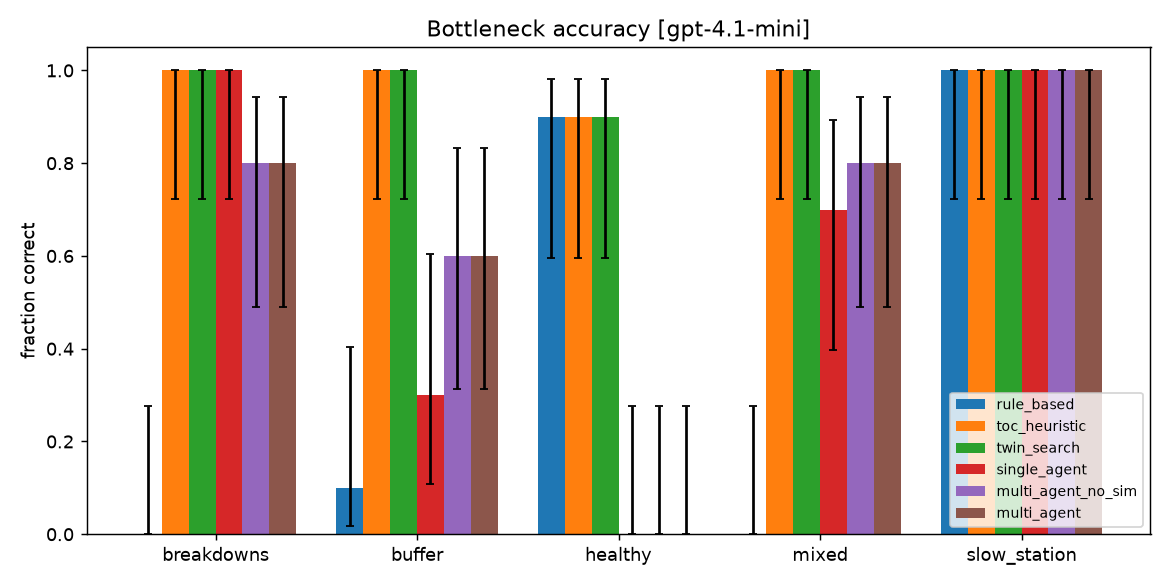 Bottleneck accuracy [gpt-4.1-mini]
fraction correct
1.0
0.8
0.6
0.4
0.2
0.0
breakdowns
buffer
healthy
mixed
slow_station
rule_based
toc_heuristic
twin_search
single_agent
multi_agent_no_sim
multi_agent